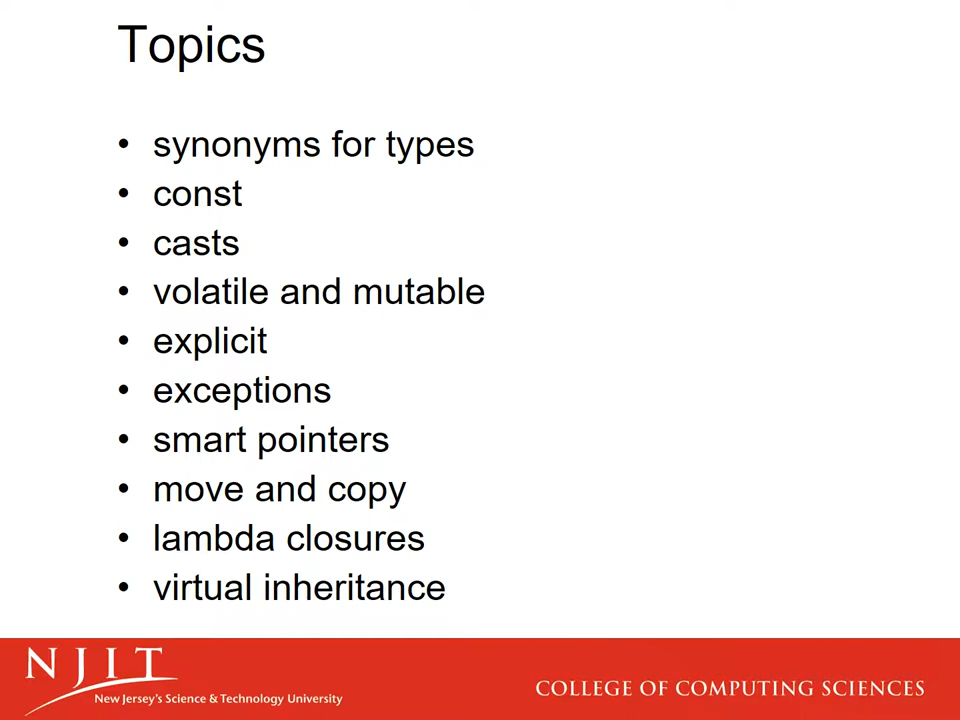 Topics
• synonyms for types
• const
• casts
• volatile and mutable
• explicit
• exceptions
• smart pointers
• move and copy
• lambda closures
• virtual inheritance
NJIT
New Jersey's Science & Technology University
COLLEGE OF COMPUTING SCIENCES